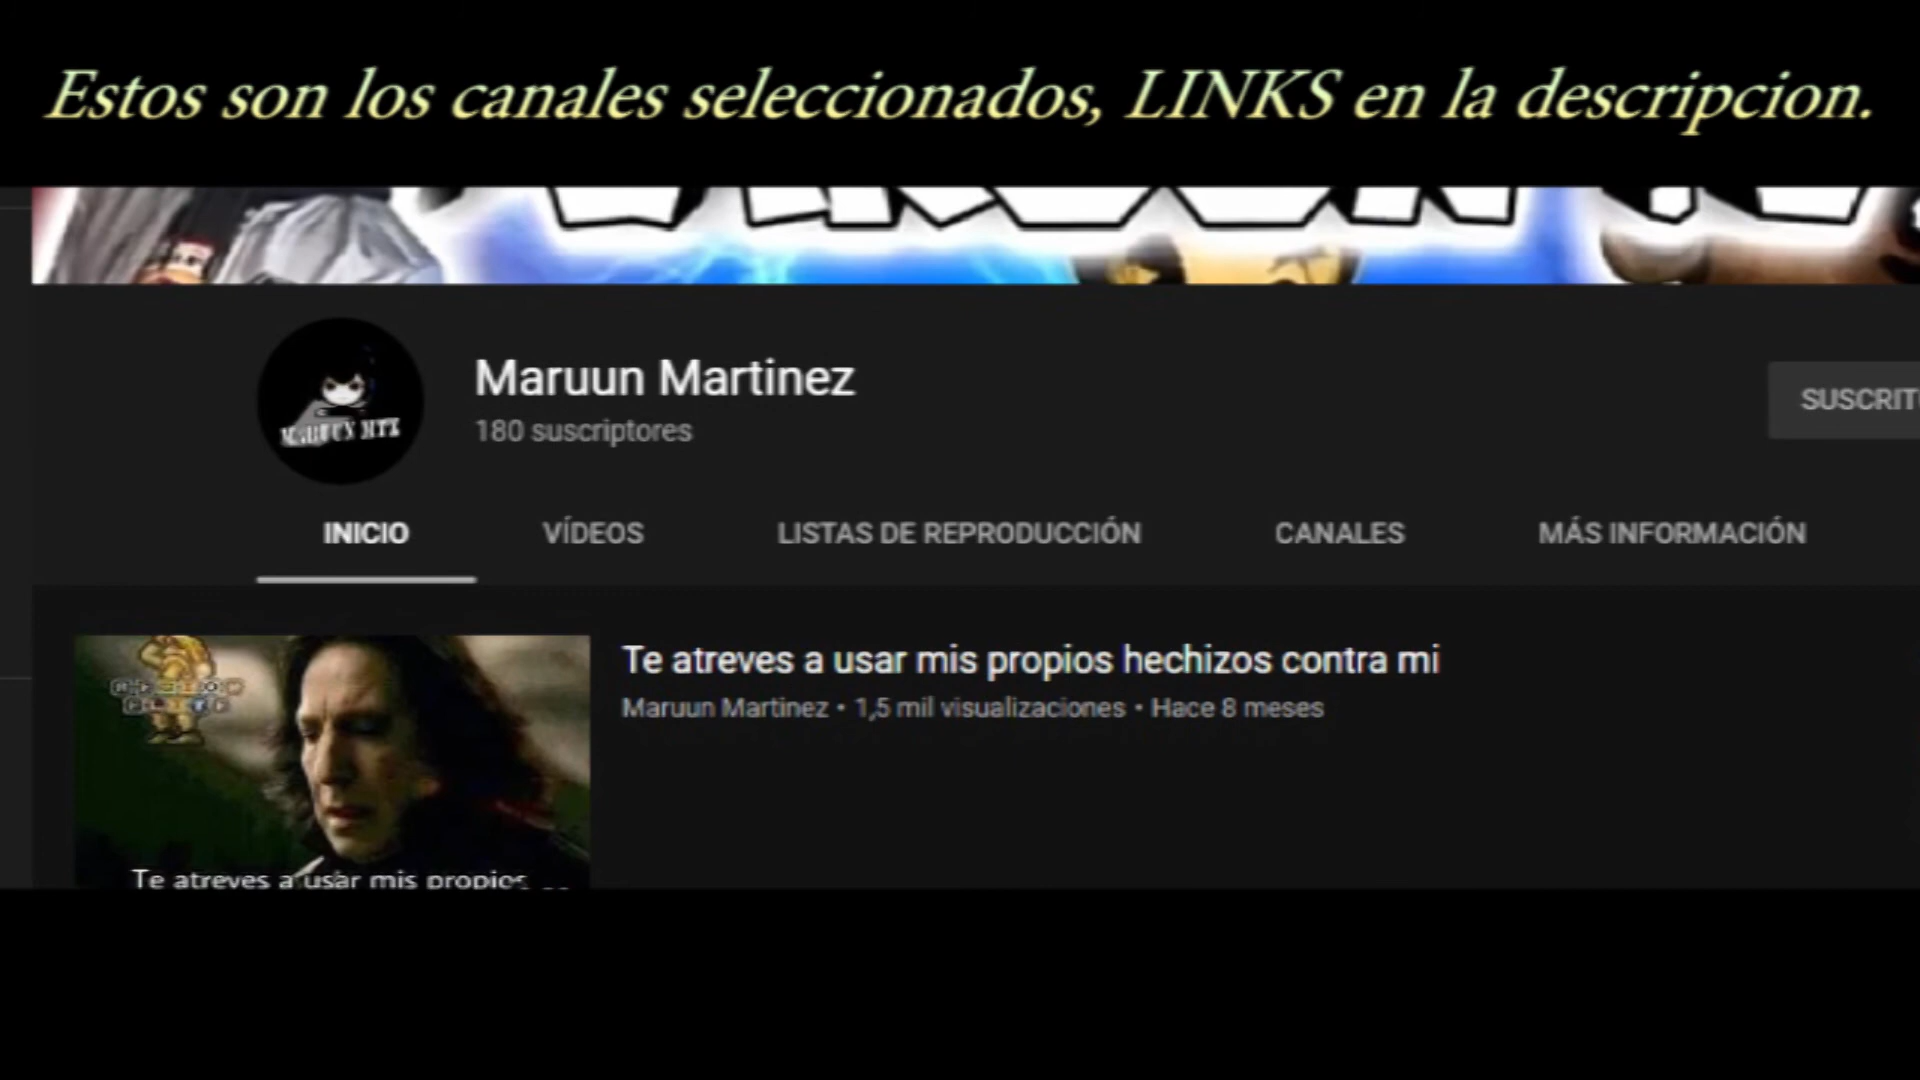 Estos son los canales seleccionados, LINKS en la descripcion.
Maruun Martinez
180 suscriptores
MARUUN MTZ
INICIO VÍDEOS LISTAS DE REPRODUCCIÓN CANALES MÁS INFORMACIÓN
Te atreves a usar mis propios hechizos contra mi
Maruun Martinez • 1,5 mil visualizaciones • Hace 8 meses
Te atreves a usar mis propios